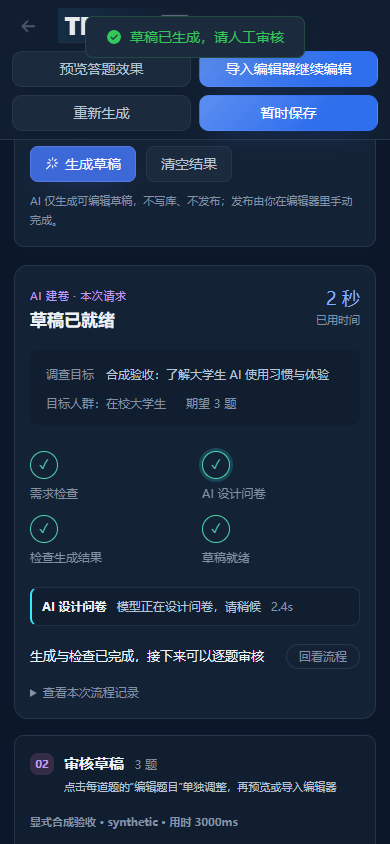 草稿已生成，请人工审核
预览答题效果
导入编辑器继续编辑
重新生成
暂时保存
生成草稿
清空结果
AI 仅生成可编辑草稿，不写库、不发布；发布由你在编辑器里手动
完成。
AI 建卷 · 本次请求
2 秒
草稿已就绪
已用时间
调查目标 合成验收：了解大学生 AI 使用习惯与体验
目标人群：在校大学生 期望 3 题
需求检查
AI 设计问卷
检查生成结果
草稿就绪
AI 设计问卷 模型正在设计问卷，请稍候 2.4s
生成与检查已完成，接下来可以逐题审核
回看流程
查看本次流程记录
02 审核草稿 3 题
点击每道题的“编辑题目”单独调整，再预览或导入编辑器
显式合成验收 • synthetic • 用时 3000ms